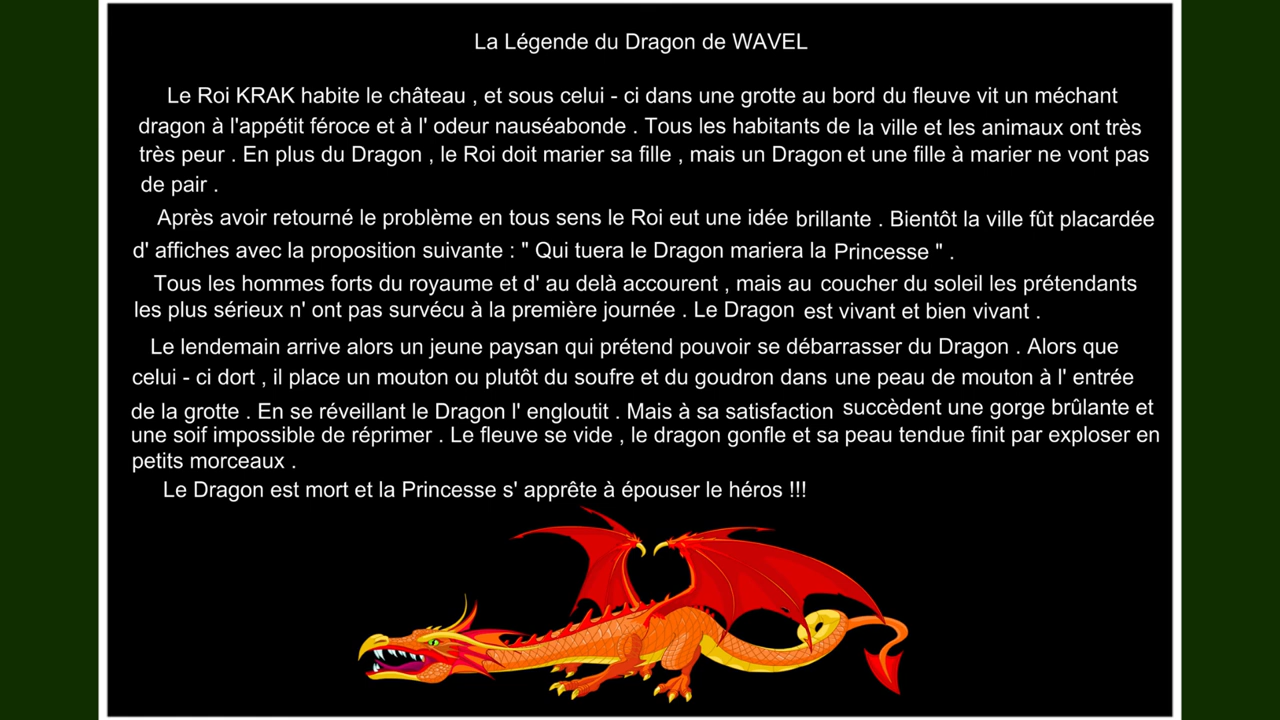 La Légende du Dragon de WAVEL
Le Roi KRAK habite le château , et sous celui - ci dans une grotte au bord du fleuve vit un méchant
dragon à l'appétit féroce et à l' odeur nauséabonde . Tous les habitants de la ville et les animaux ont très
très peur . En plus du Dragon , le Roi doit marier sa fille , mais un Dragon et une fille à marier ne vont pas
de pair .
Après avoir retourné le problème en tous sens le Roi eut une idée brillante . Bientôt la ville fût placardée
d' affiches avec la proposition suivante : " Qui tuera le Dragon mariera la Princesse " .
Tous les hommes forts du royaume et d' au delà accourent , mais au coucher du soleil les prétendants
les plus sérieux n' ont pas survécu à la première journée . Le Dragon est vivant et bien vivant .
Le lendemain arrive alors un jeune paysan qui prétend pouvoir se débarrasser du Dragon . Alors que
celui - ci dort , il place un mouton ou plutôt du soufre et du goudron dans une peau de mouton à l' entrée
de la grotte . En se réveillant le Dragon l' engloutit . Mais à sa satisfaction succèdent une gorge brûlante et
une soif impossible de réprimer . Le fleuve se vide , le dragon gonfle et sa peau tendue finit par exploser en
petits morceaux .
Le Dragon est mort et la Princesse s' apprête à épouser le héros !!!